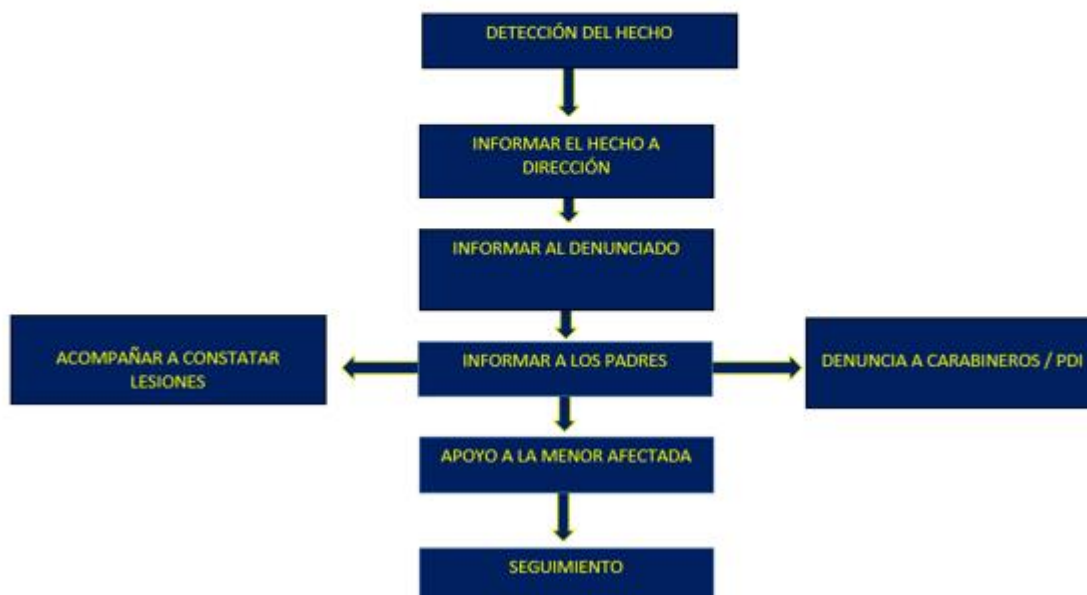 DETECCIÓN DEL HECHO
INFORMAR EL HECHO A
DIRECCIÓN
INFORMAR AL DENUNCIADO
ACOMPAÑAR A CONSTATAR
LESIONES
INFORMAR A LOS PADRES
DENUNCIA A CARABINEROS / PDI
APOYO A LA MENOR AFECTADA
SEGUIMIENTO